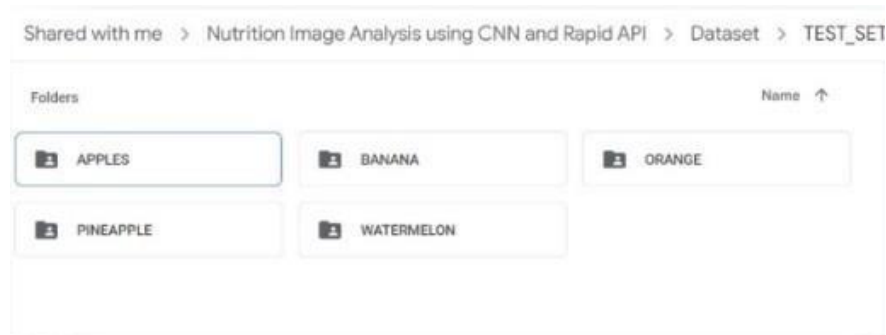 Shared with me > Nutrition Image Analysis using CNN and Rapid API > Dataset > TEST_SET
Folders Name ↑
APPLES BANANA ORANGE
PINEAPPLE WATERMELON